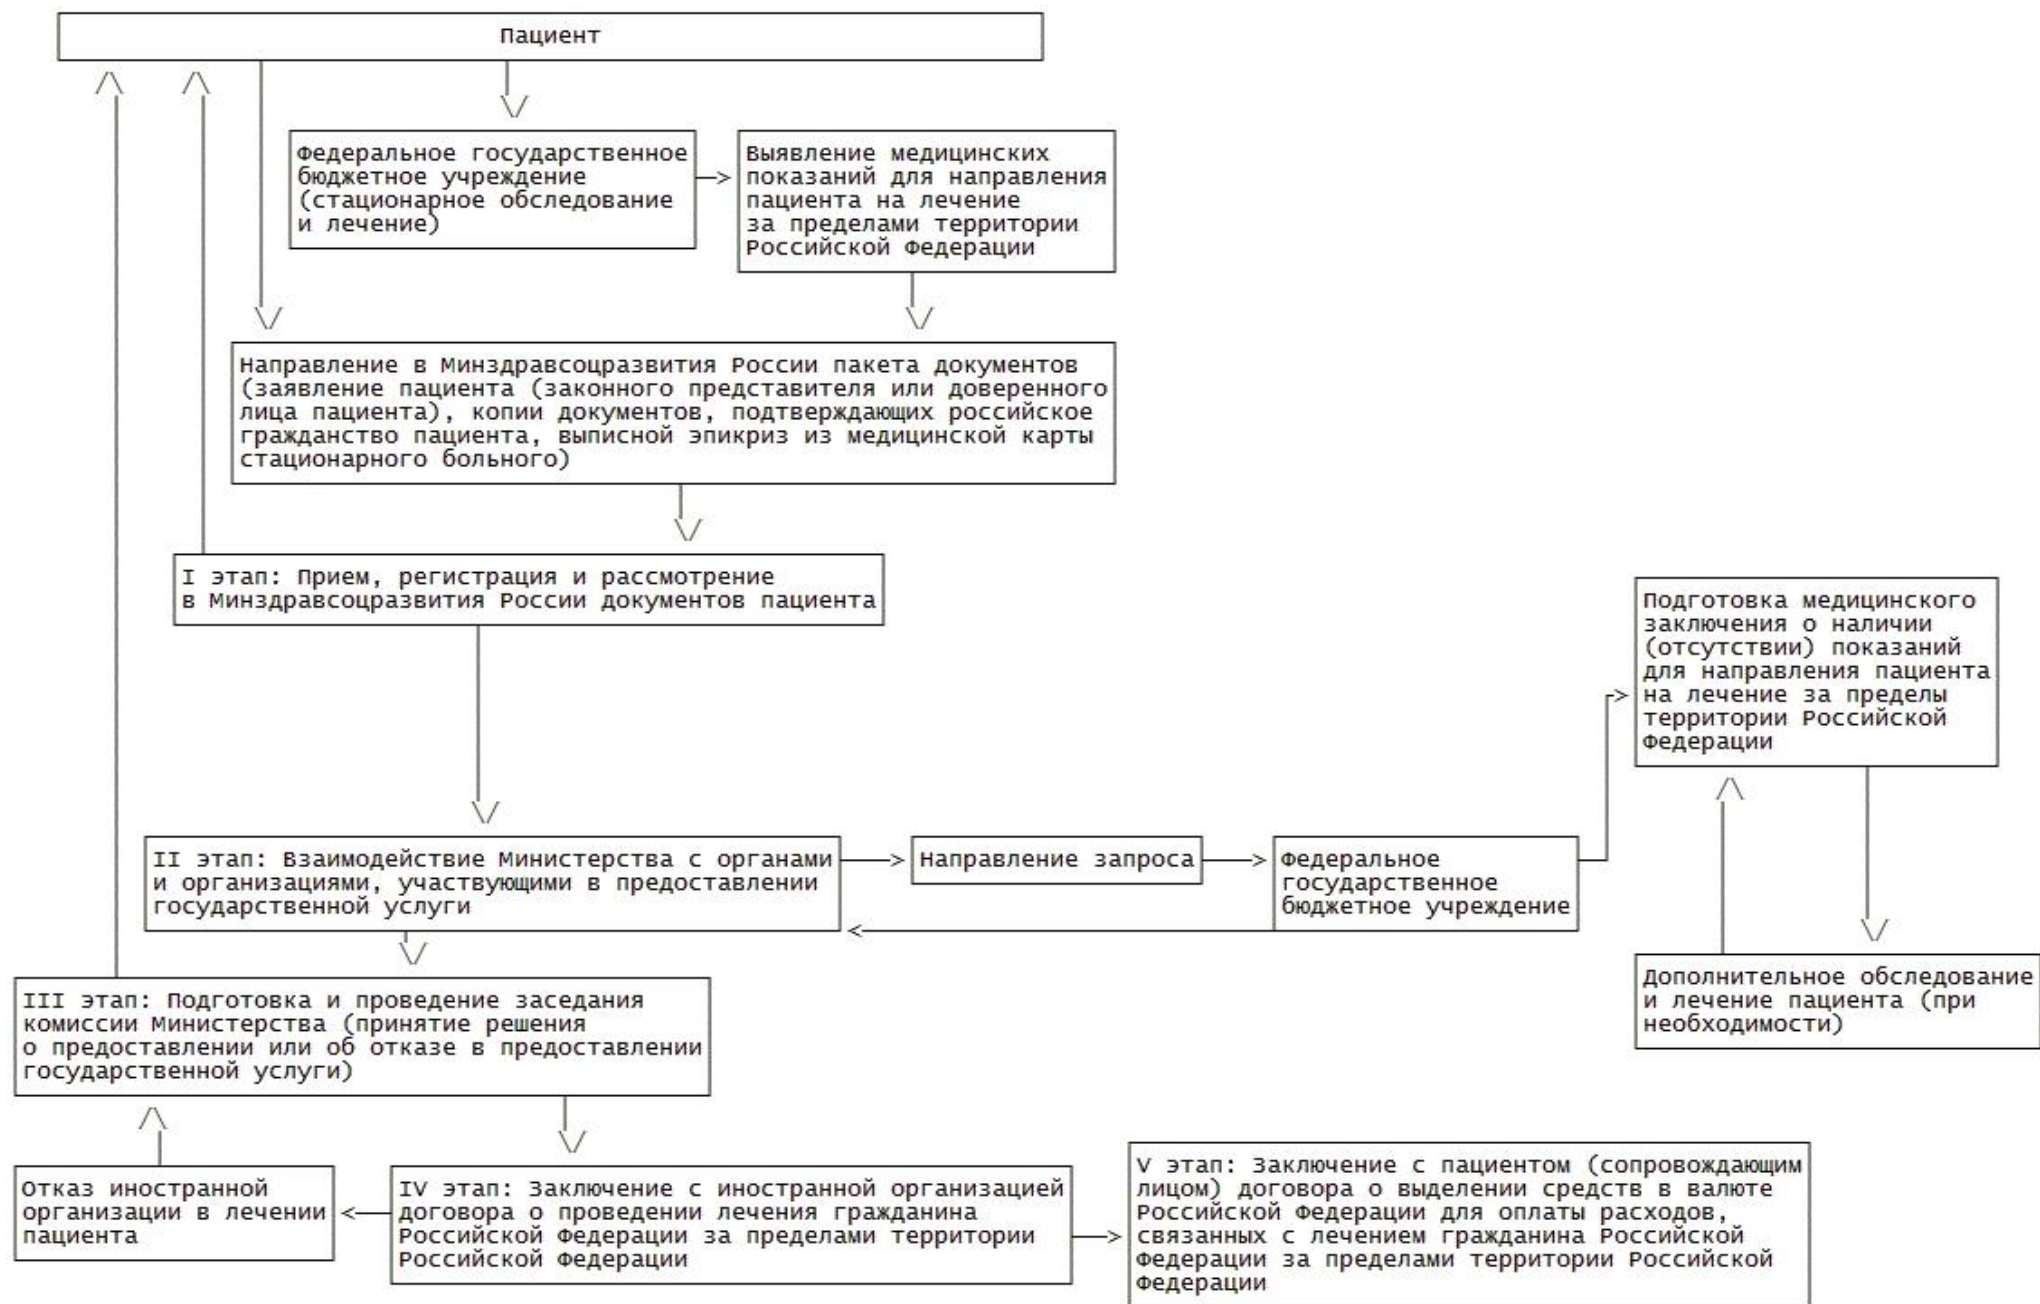 Пациент
Федеральное государственное
бюджетное учреждение
(стационарное обследование
и лечение)
Выявление медицинских
показаний для направления
пациента на лечение
за пределами территории
Российской Федерации
Направление в Минздравсоцразвития России пакета документов
(заявление пациента (законного представителя или доверенного
лица пациента), копии документов, подтверждающих российское
гражданство пациента, выписной эпикриз из медицинской карты
стационарного больного)
I этап: Прием, регистрация и рассмотрение
в Минздравсоцразвития России документов пациента
Подготовка медицинского
заключения о наличии
(отсутствии) показаний
для направления пациента
на лечение за пределы
территории Российской
Федерации
II этап: Взаимодействие Министерства с органами
и организациями, участвующими в предоставлении
государственной услуги
Направление запроса
Федеральное
государственное
бюджетное учреждение
Дополнительное обследование
и лечение пациента (при
необходимости)
III этап: Подготовка и проведение заседания
комиссии Министерства (принятие решения
о предоставлении или об отказе в предоставлении
государственной услуги)
Отказ иностранной
организации в лечении
пациента
IV этап: Заключение с иностранной организацией
договора о проведении лечения гражданина
Российской Федерации за пределами территории
Российской Федерации
V этап: Заключение с пациентом (сопровождающим
лицом) договора о выделении средств в валюте
Российской Федерации для оплаты расходов,
связанных с лечением гражданина Российской
Федерации за пределами территории Российской
Федерации